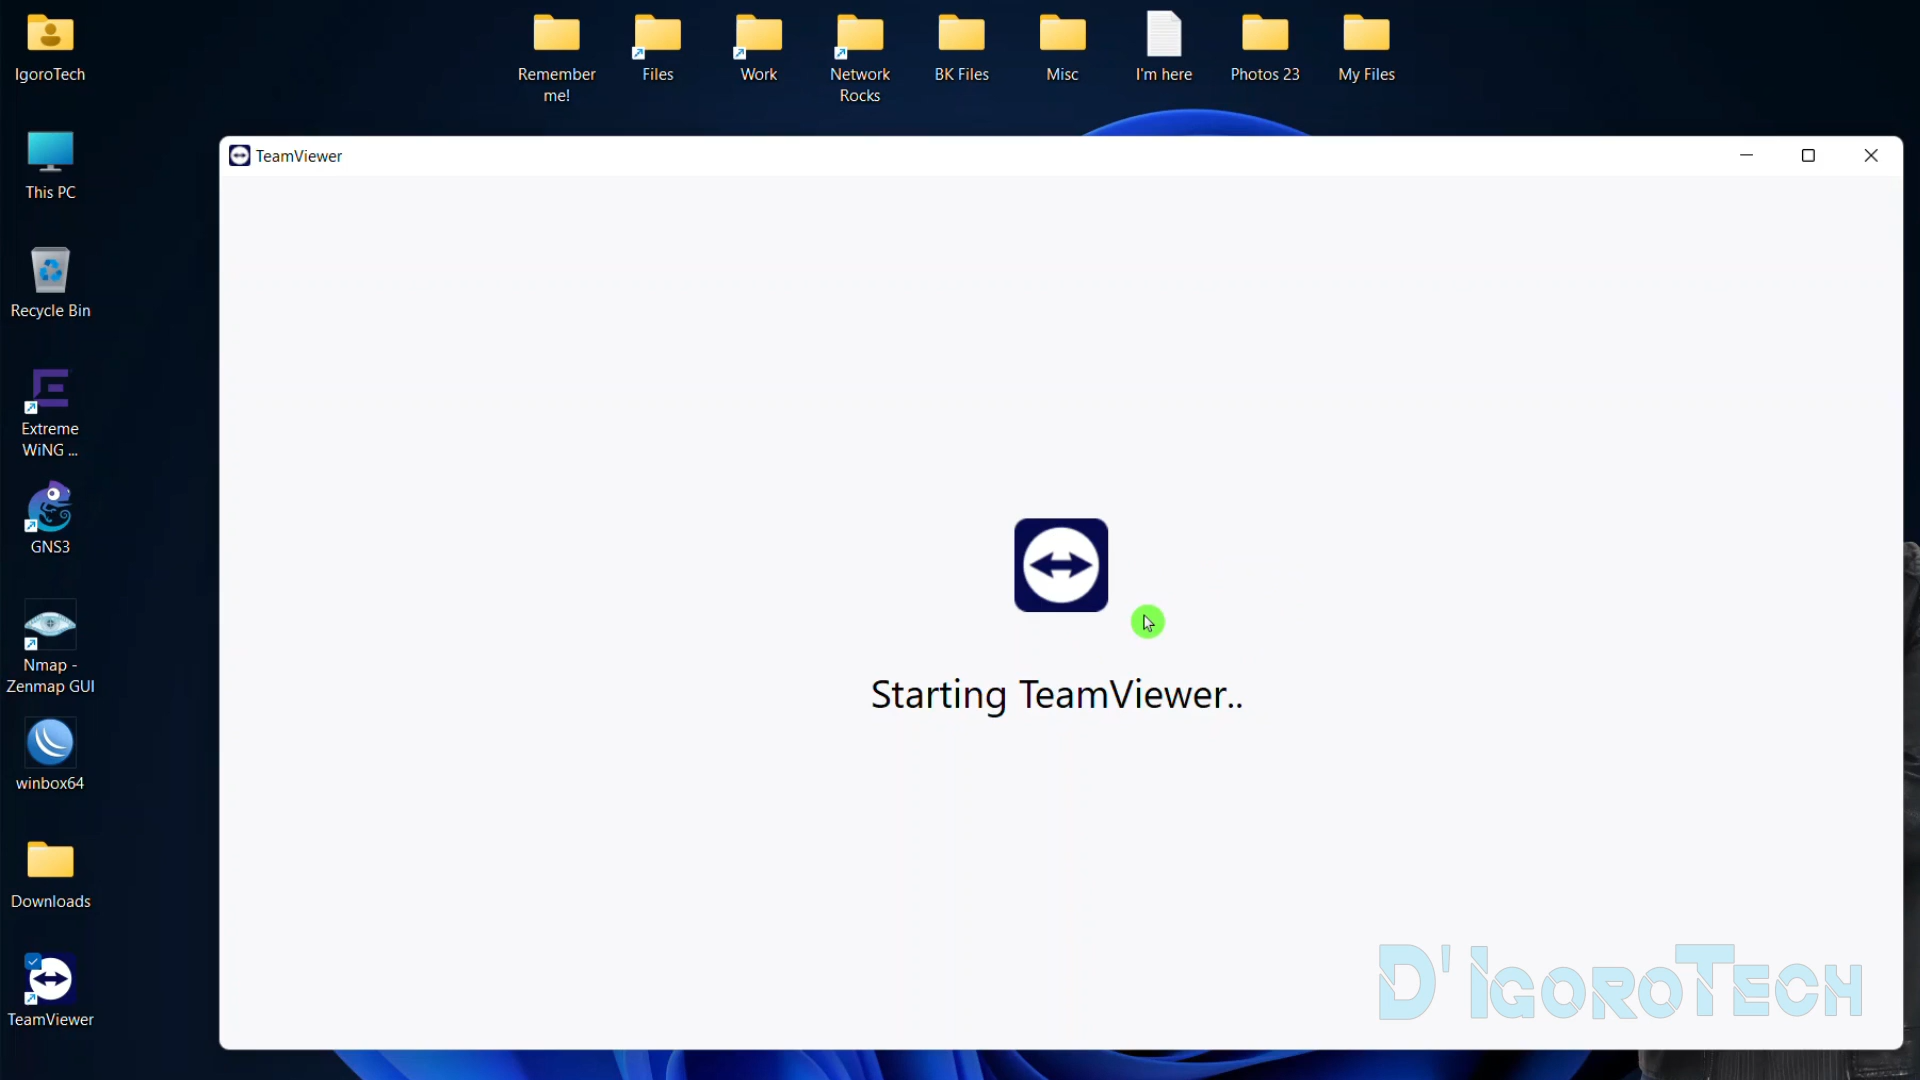 IgoroTech
Remember
me!
Files
Work
Network
Rocks
BK Files
Misc
I'm here
Photos 23
My Files
This PC
Recycle Bin
Extreme
WiNG ...
GNS3
Nmap -
Zenmap GUI
winbox64
Downloads
TeamViewer
TeamViewer
Starting TeamViewer..
D' IGOROTECH